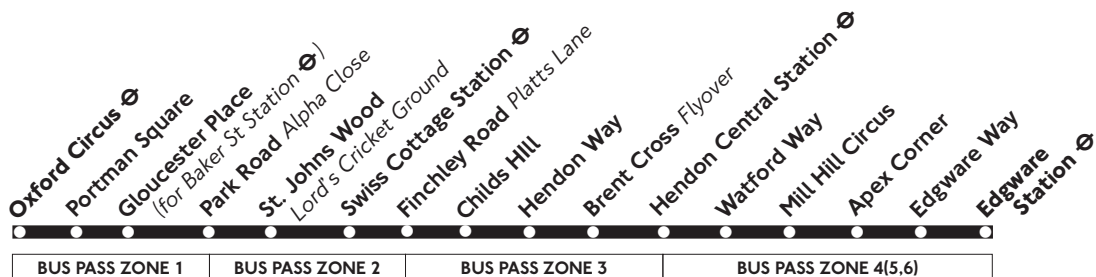 Oxford Circus
Portman Square
Gloucester Place
(for Baker St Station )
Park Road Alpha Close
St. Johns Wood
Lord's Cricket Ground
Swiss Cottage Station
Finchley Road Platts Lane
Childs HIll
Hendon Way
Brent Cross Flyover
Hendon Central Station
Watford Way
Mill Hill Circus
Apex Corner
Edgware Way
Edgware
Station
BUS PASS ZONE 1
BUS PASS ZONE 2
BUS PASS ZONE 3
BUS PASS ZONE 4(5,6)